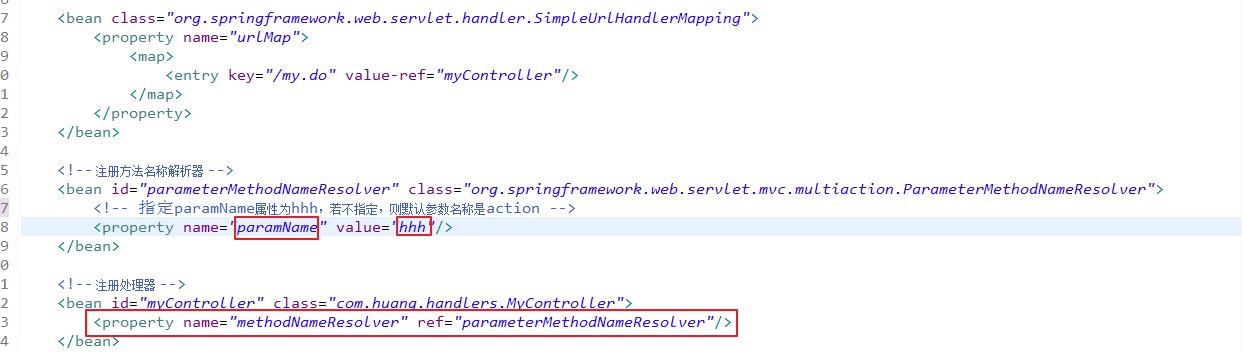 7 <bean class="org.springframework.web.servlet.handler.SimpleUrlHandlerMapping">
8 <property name="urlMap">
9 <map>
0 <entry key="/my.do" value-ref="myController"/>
1 </map>
2 </property>
3 </bean>
4
5 <!-- 注册方法名称解析器 -->
6 <bean id="parameterMethodNameResolver" class="org.springframework.web.servlet.mvc.multiaction.ParameterMethodNameResolver">
7 <!-- 指定paramName属性为hhh，若不指定，则默认参数名称是action -->
8 <property name="paramName" value="hhh"/>
9 </bean>
0
1 <!-- 注册处理器 -->
2 <bean id="myController" class="com.huang.handlers.MyController">
3 <property name="methodNameResolver" ref="parameterMethodNameResolver"/>
4 </bean>